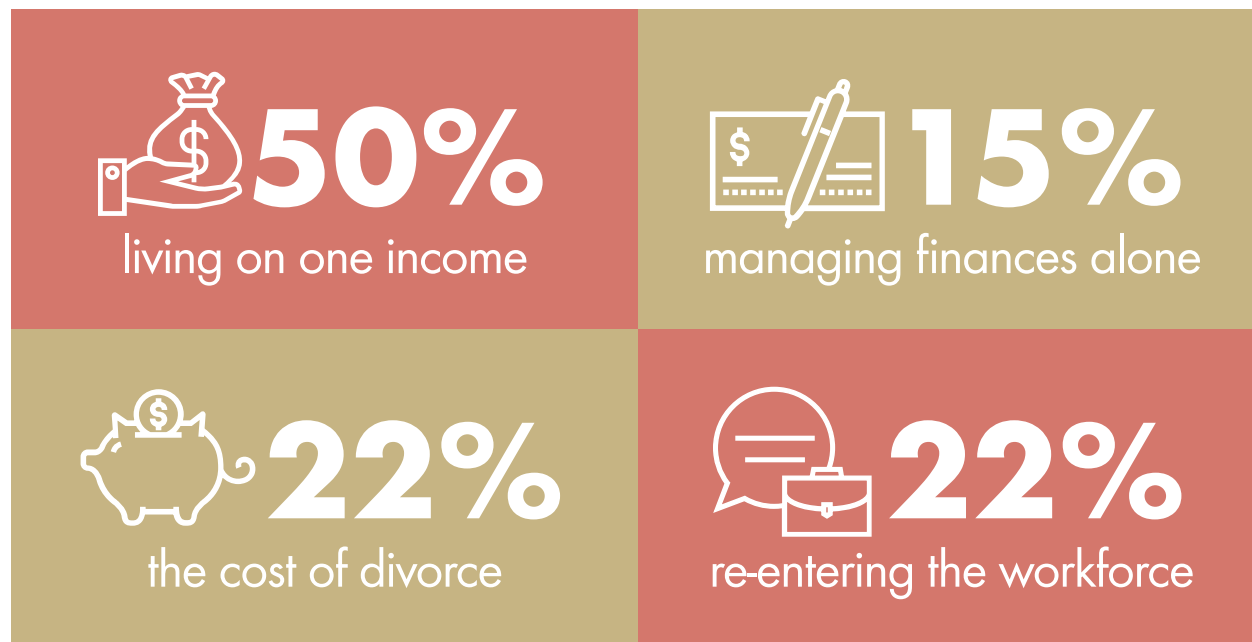 $
50%
living on one income
$
15%
managing finances alone
$
22%
the cost of divorce
22%
re-entering the workforce